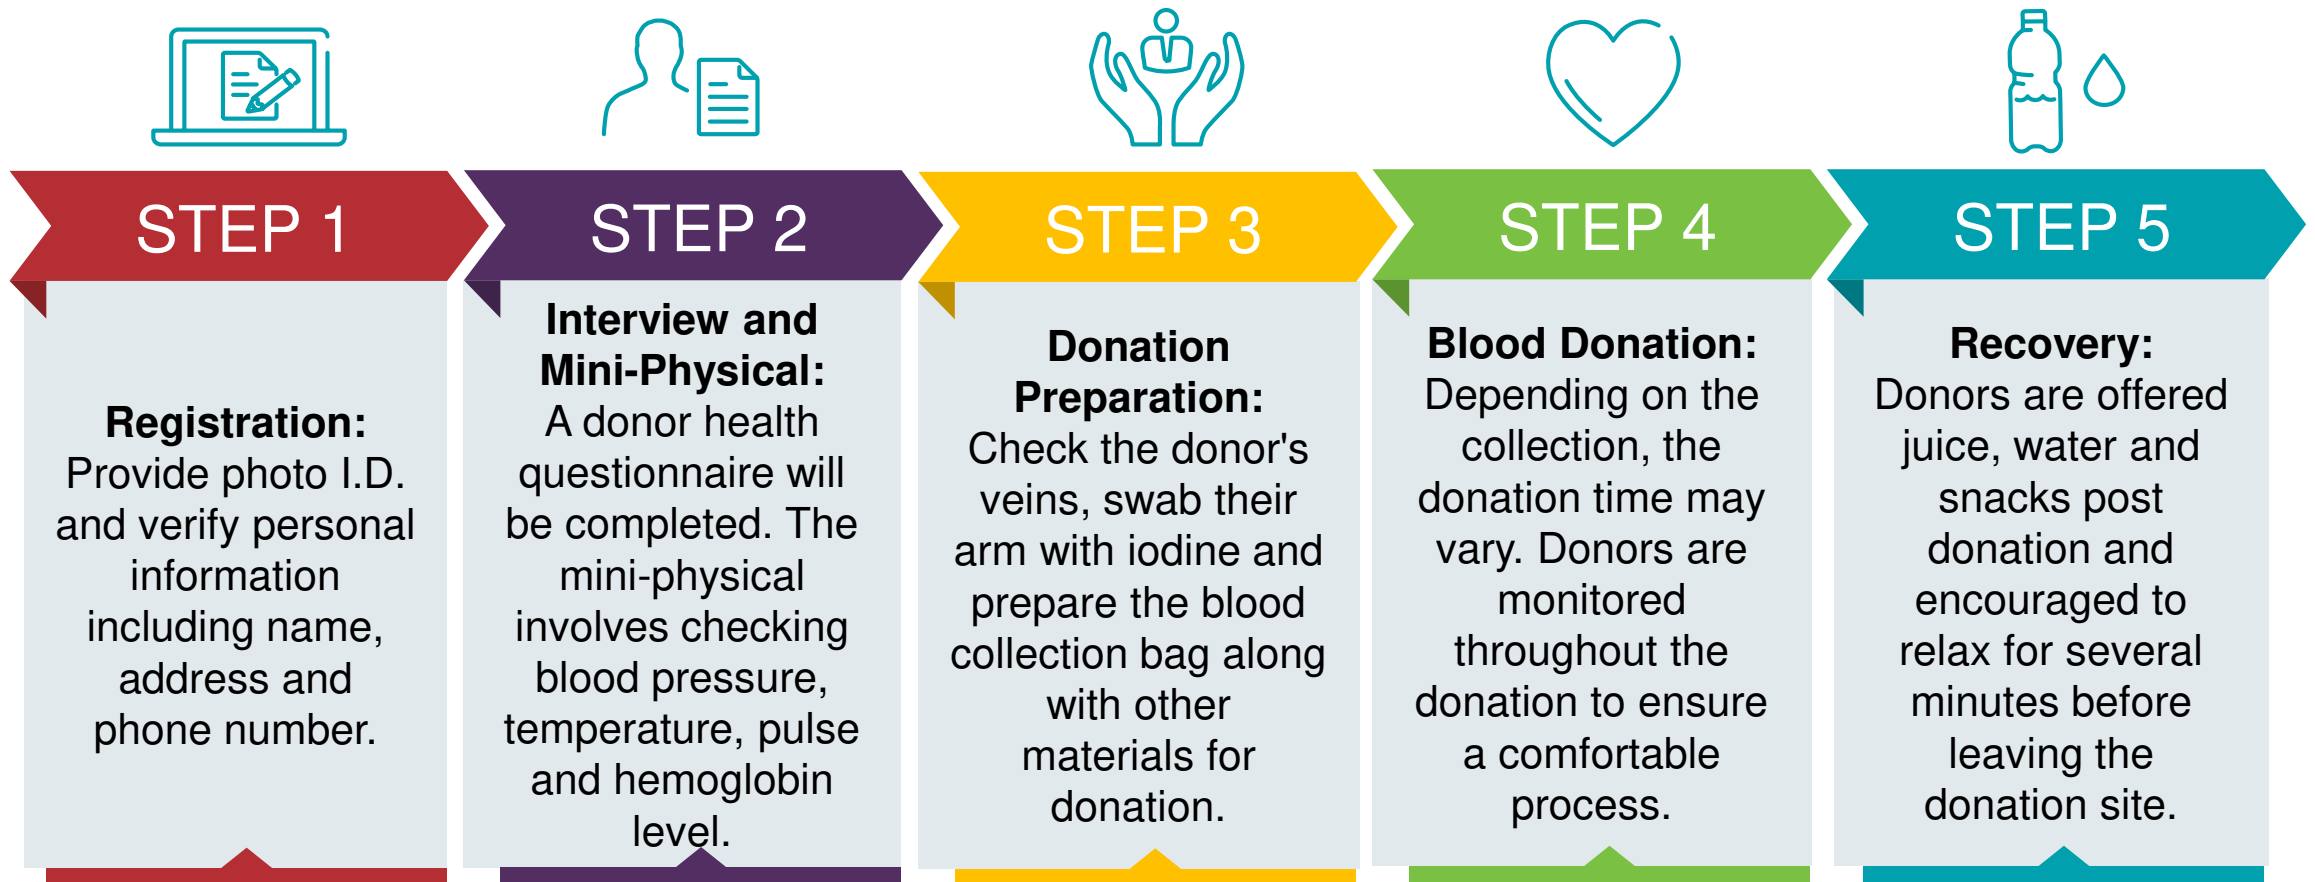 STEP 1
Registration:
Provide photo I.D.
and verify personal
information
including name,
address and
phone number.
STEP 2
Interview and
Mini-Physical:
A donor health
questionnaire will
be completed. The
mini-physical
involves checking
blood pressure,
temperature, pulse
and hemoglobin
level.
STEP 3
Donation
Preparation:
Check the donor's
veins, swab their
arm with iodine and
prepare the blood
collection bag along
with other
materials for
donation.
STEP 4
Blood Donation:
Depending on the
collection, the
donation time may
vary. Donors are
monitored
throughout the
donation to ensure
a comfortable
process.
STEP 5
Recovery:
Donors are offered
juice, water and
snacks post
donation and
encouraged to
relax for several
minutes before
leaving the
donation site.